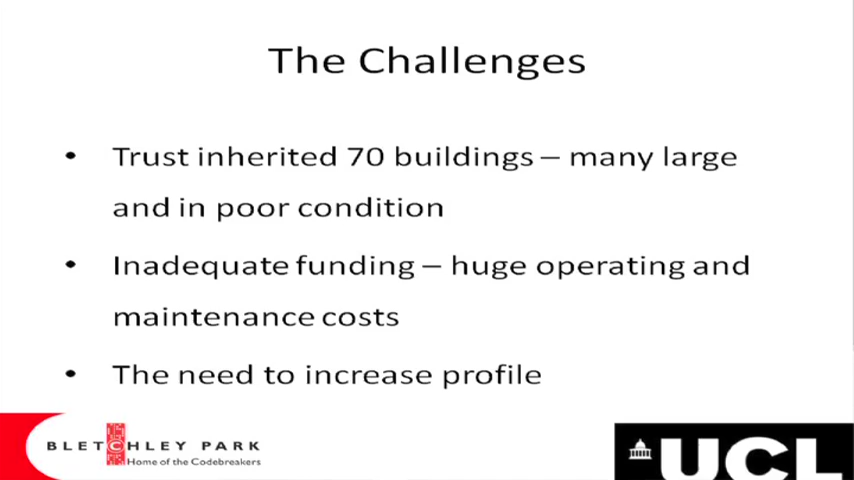 The Challenges
• Trust inherited 70 buildings – many large
and in poor condition
• Inadequate funding – huge operating and
maintenance costs
• The need to increase profile
BLETCHLEY PARK
Home of the Codebreakers
UCL